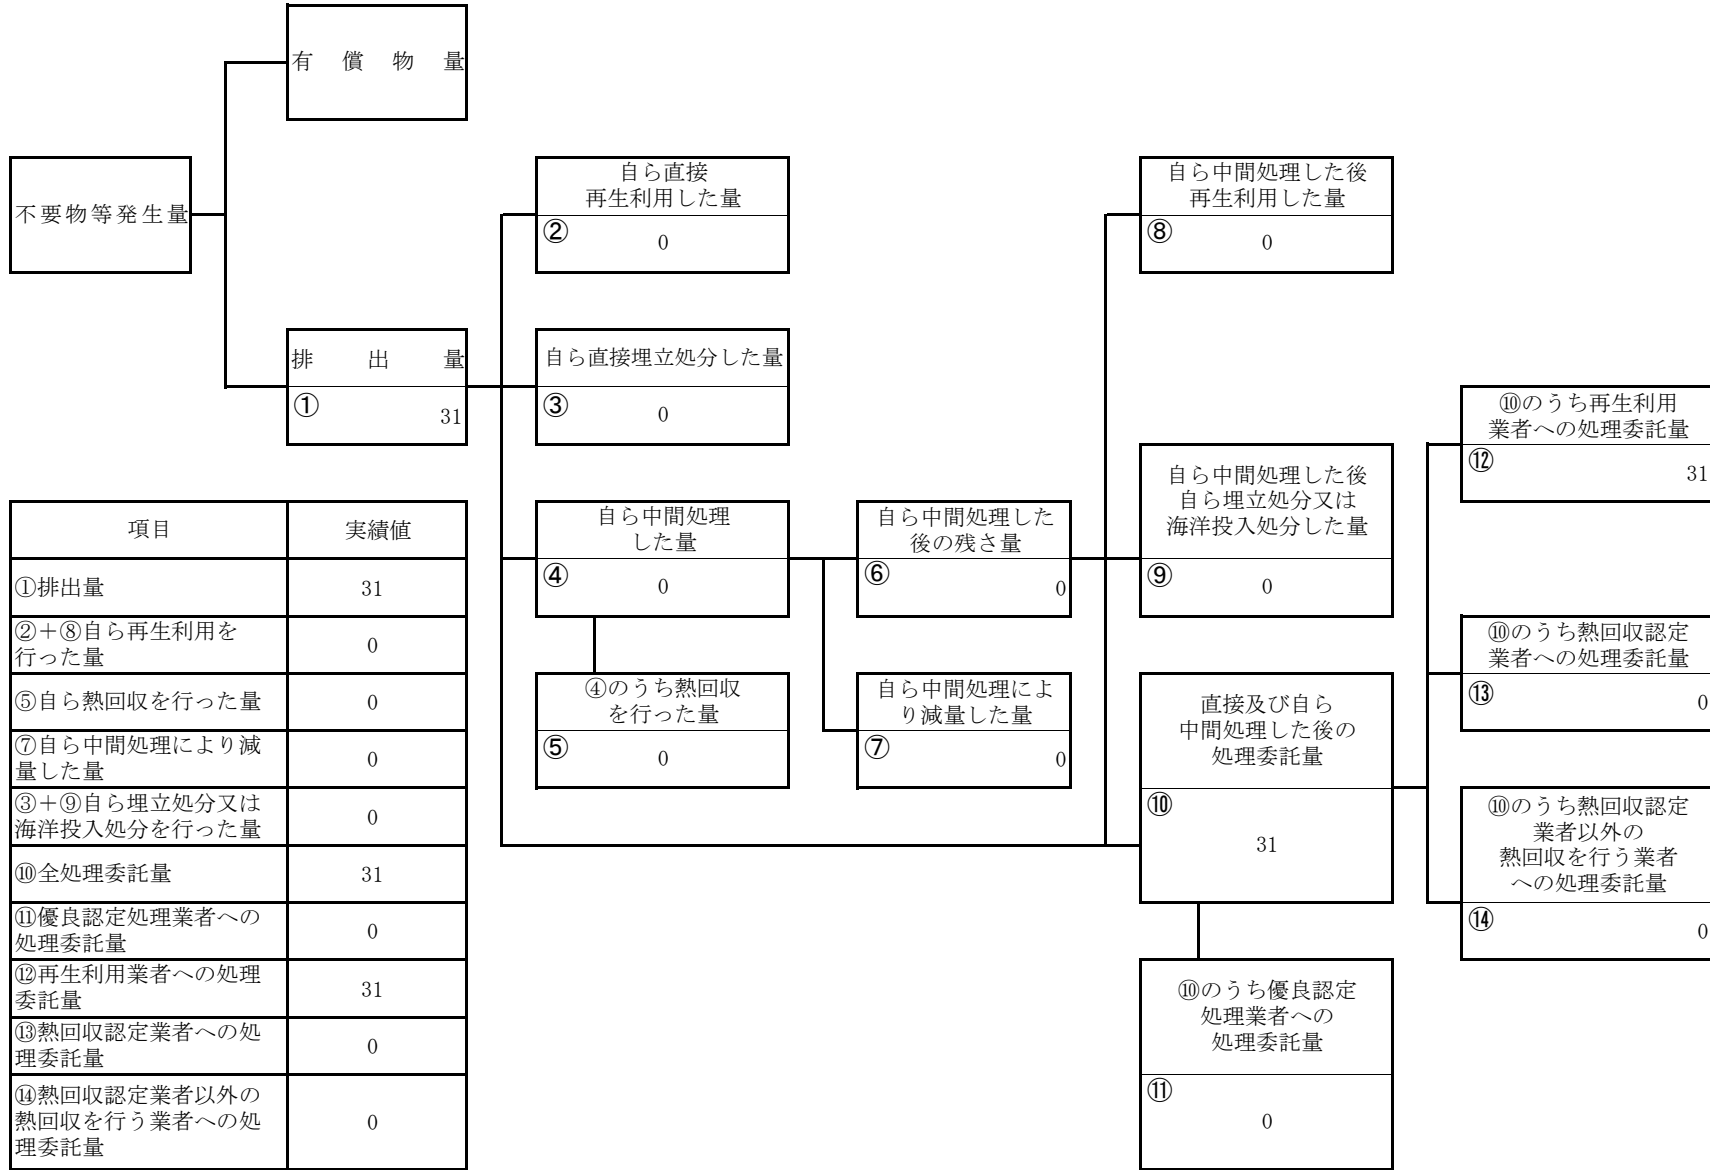 有償物量
不要物等発生量
自ら直接
再生利用した量
②
0
自ら中間処理した後
再生利用した量
⑧
0
排出量
①
31
自ら直接埋立処分した量
③
0
⑩のうち再生利用
業者への処理委託量
⑫
31
自ら中間処理
した量
④
0
自ら中間処理した
後の残さ量
⑥
0
自ら中間処理した後
自ら埋立処分又は
海洋投入処分した量
⑨
0
④のうち熱回収
を行った量
⑤
0
自ら中間処理によ
り減量した量
⑦
0
直接及び自ら
中間処理した後の
処理委託量
⑩
31
⑩のうち熱回収認定
業者への処理委託量
⑬
0
⑩のうち熱回収認定
業者以外の
熱回収を行う業者
への処理委託量
⑭
0
⑩のうち優良認定
処理業者への
処理委託量
⑪
0
項目 実績値
①排出量 31
②+⑧自ら再生利用を
行った量 0
⑤自ら熱回収を行った量 0
⑦自ら中間処理により減
量した量 0
③+⑨自ら埋立処分又は
海洋投入処分を行った量 0
⑩全処理委託量 31
⑪優良認定処理業者への
処理委託量 0
⑫再生利用業者への処理
委託量 31
⑬熱回収認定業者への処
理委託量 0
⑭熱回収認定業者以外の
熱回収を行う業者への処
理委託量 0